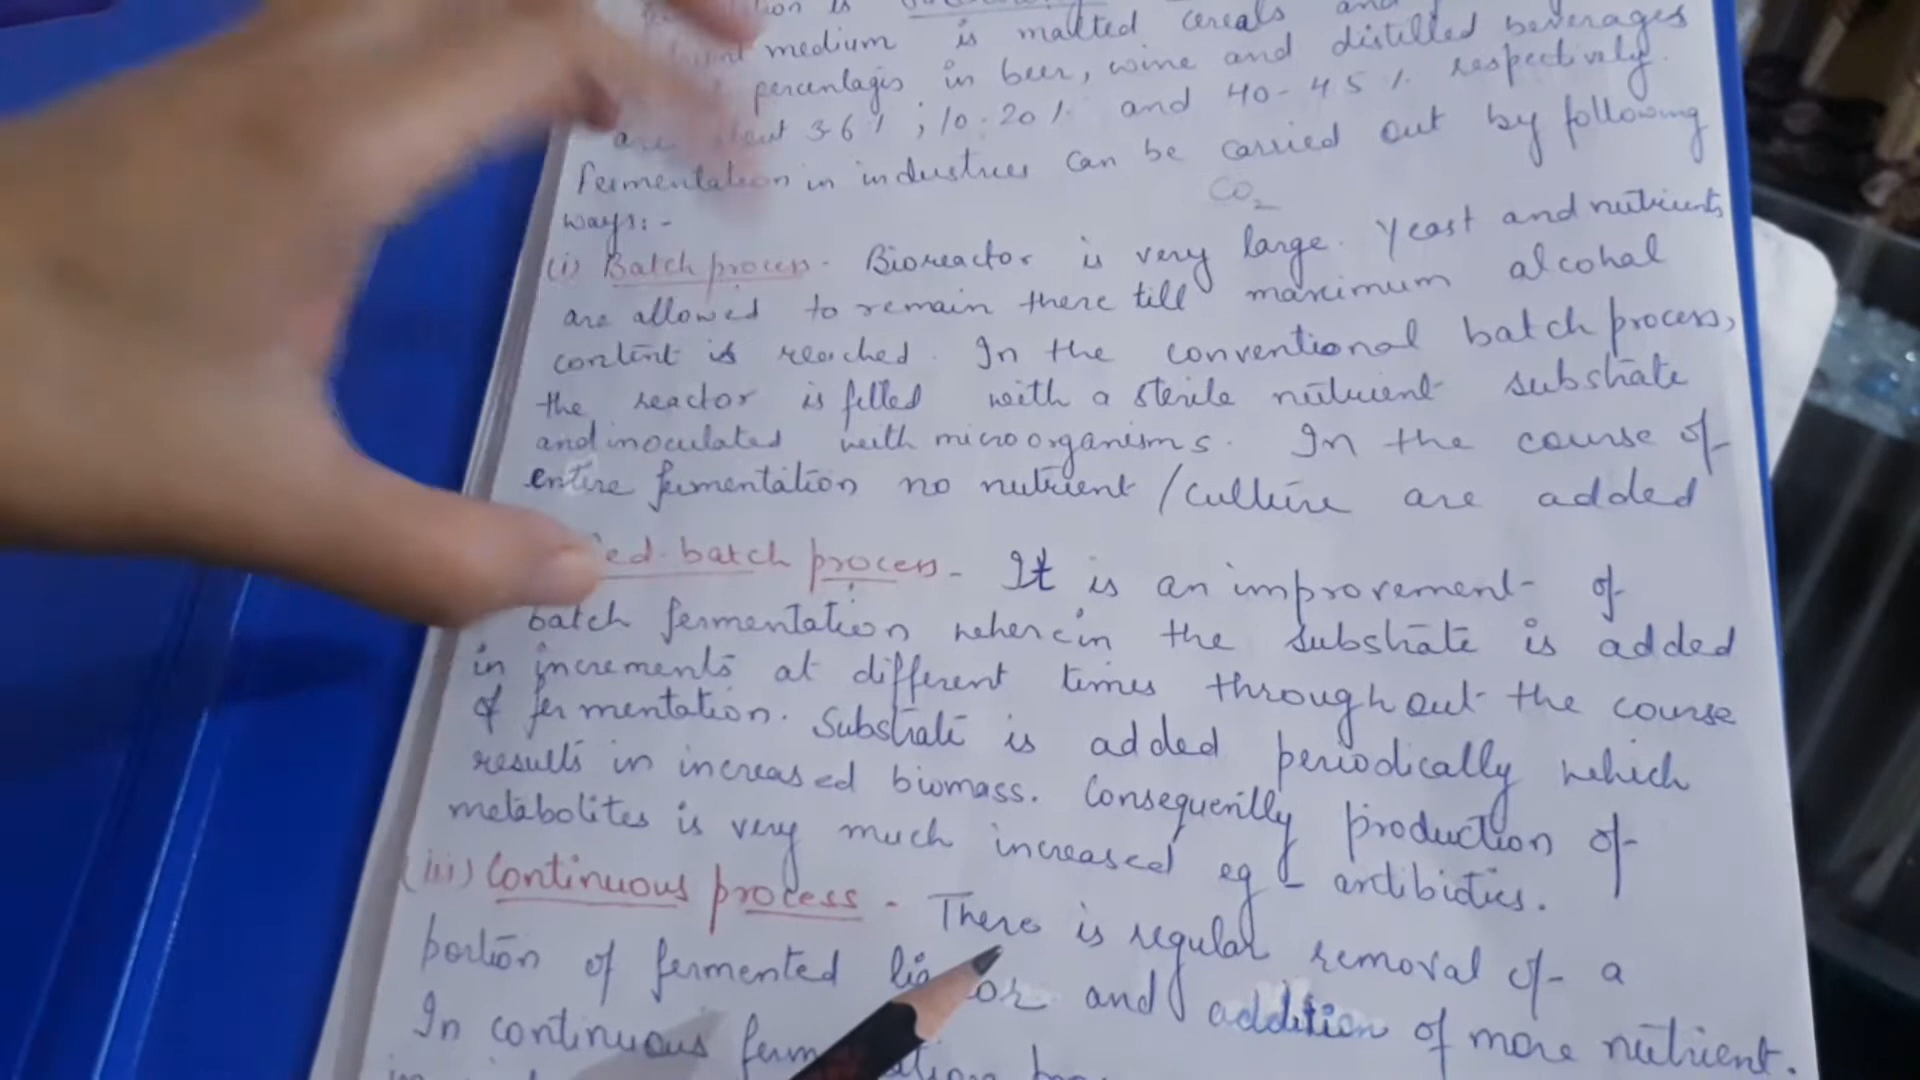 medium is malted cereals and
percentages in beer, wine and distilled beverages
are about 3-6%; 10-20% and 40-45% respectively.
Fermentation in industries can be carried out by following
ways:-
CO2
(i) Batch process- Bioreactor is very large. Yeast and nutrients
are allowed to remain there till maximum alcohal
content is reached. In the conventional batch process,
the reactor is filled with a sterile nutrient substrate
and inoculated with microorganisms. In the course of
entire fermentation no nutrient/culture are added
ed-batch process- It is an improvement of
batch fermentation wherein the substrate is added
in increments at different times throughout the course
of fermentation. Substrate is added periodically which
results in increased biomass. Consequently production of
metabolites is very much increased eg- antibiotics.
(iii) Continuous process- There is regular removal of a
portion of fermented liquor and addition of more nutrient.
In continuous